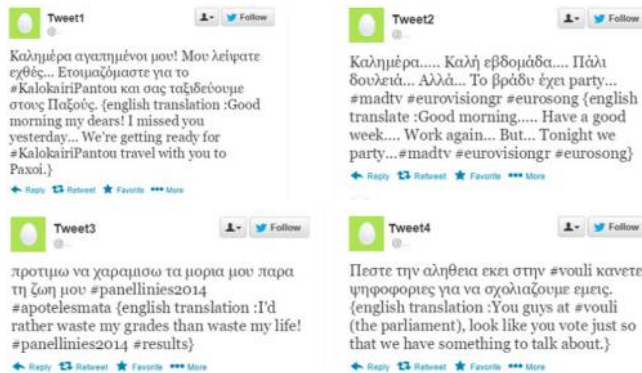 Tweet1
Follow
@...
Καλημέρα αγαπημένοι μου! Μου λείψατε
εχθές... Ετοιμαζόμαστε για το
#KalokairiPantou και σας ταξιδεύουμε
στους Παξούς. {english translation :Good
morning my dears! I missed you
yesterday... We're getting ready for
#KalokairiPantou travel with you to
Paxoi.}
Reply Retweet Favorite More
Tweet2
Follow
@...
Καλημέρα..... Καλή εβδομάδα.... Πάλι
δουλειά... Αλλά... Το βράδυ έχει party...
#madtv #eurovisiongr #eurosong {english
translate :Good morning..... Have a good
week.... Work again... But... Tonight we
party...#madtv #eurovisiongr #eurosong}
Reply Retweet Favorite More
Tweet3
Follow
@...
προτιμω να χαραμισω τα μορια μου παρα
τη ζωη μου #panellinies2014
#apotelesmata {english translation :I'd
rather waste my grades than waste my life!
#panellinies2014 #results}
Reply Retweet Favorite More
Tweet4
Follow
@...
Πεστε την αληθεια εκει στην #vouli κανετε
ψηφοφοριες για να σχολιαζουμε εμεις.
{english translation :You guys at #vouli
(the parliament), look like you vote just so
that we have something to talk about.}
Reply Retweet Favorite More